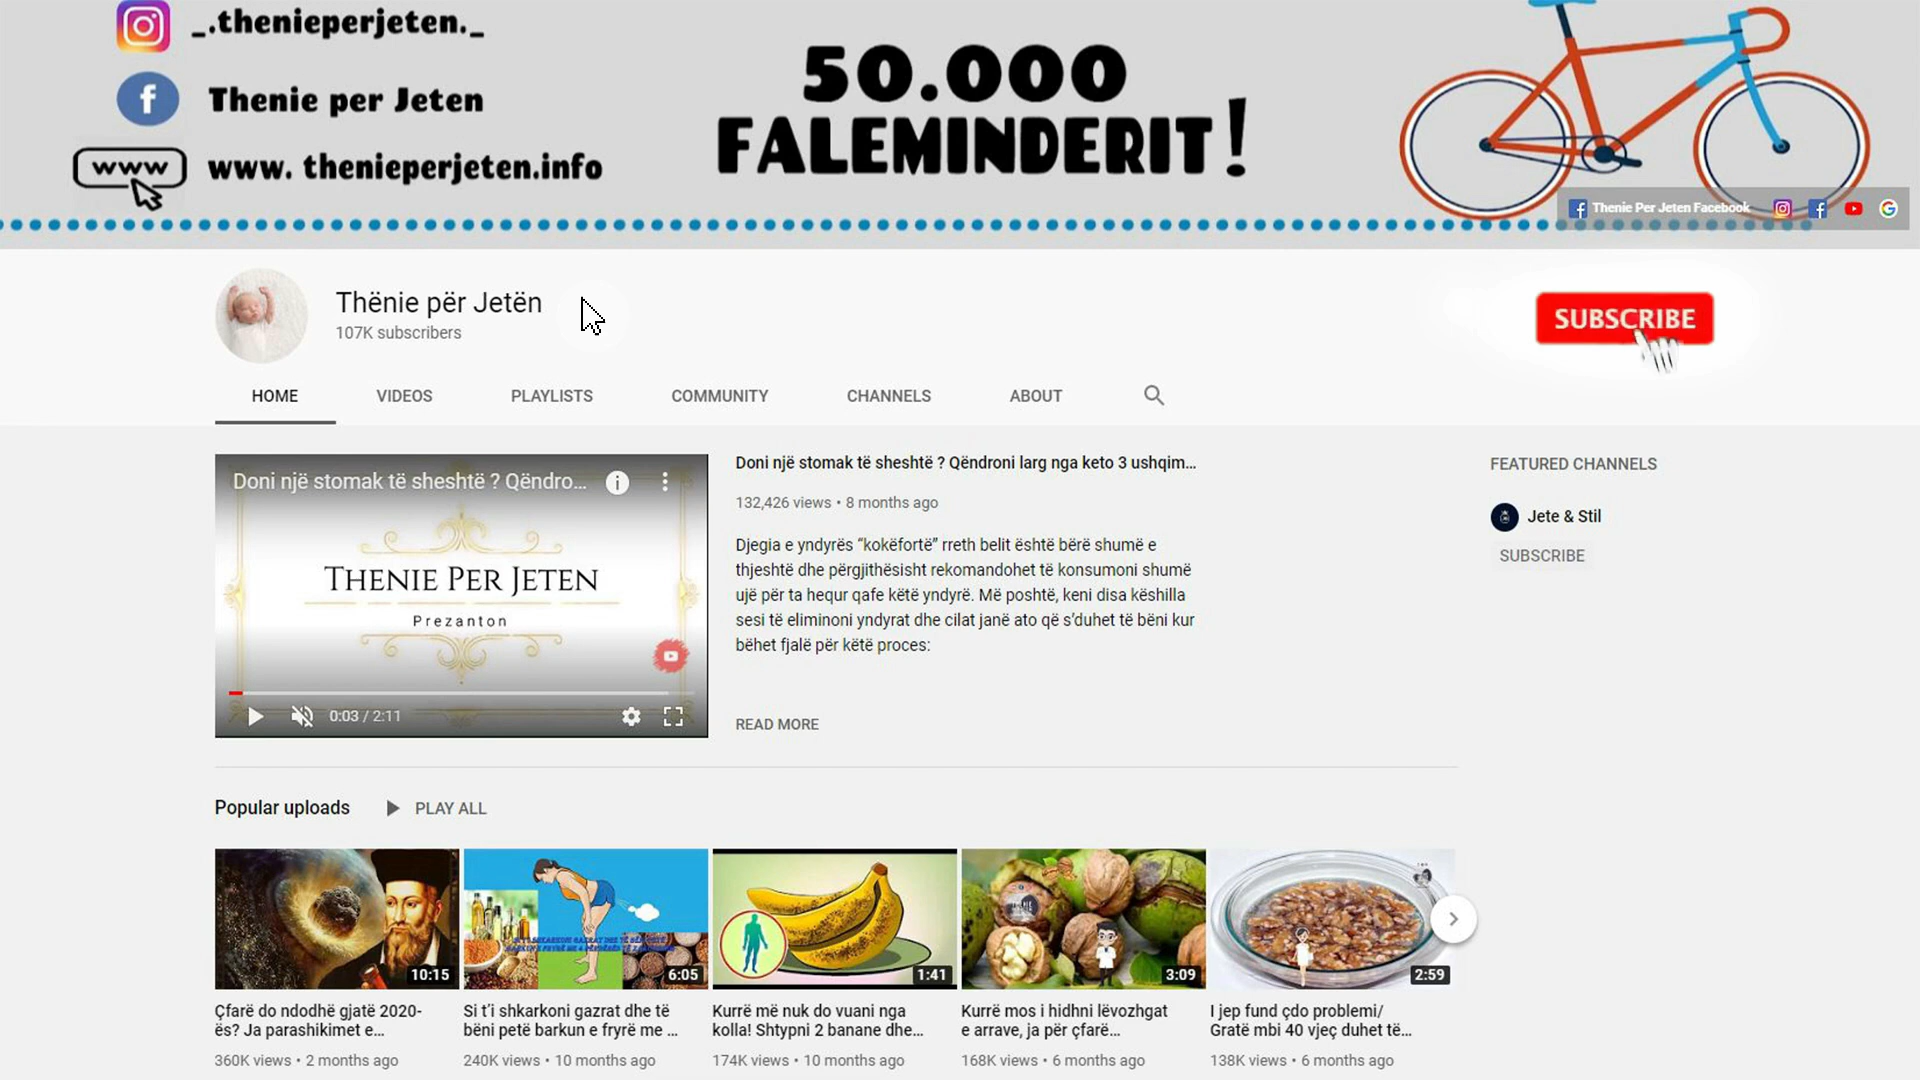 _.thenieperjeten._
Thenie per Jeten
www
www. thenieperjeten.info
50.000
FALEMINDERIT!
Thenie Per Jeten Facebook
Thënie për Jetën
107K subscribers
SUBSCRIBE
HOME
VIDEOS
PLAYLISTS
COMMUNITY
CHANNELS
ABOUT
Doni një stomak të sheshtë ? Qëndro...
THENIE PER JETEN
Prezanton
0:03 / 2:11
Doni një stomak të sheshtë ? Qëndroni larg nga keto 3 ushqim...
132,426 views • 8 months ago
Djegia e yndyrës “kokëfortë” rreth belit është bërë shumë e
thjeshtë dhe përgjithësisht rekomandohet të konsumoni shumë
ujë për ta hequr qafe këtë yndyrë. Më poshtë, keni disa këshilla
sesi të eliminoni yndyrat dhe cilat janë ato që s’duhet të bëni kur
bëhet fjalë për këtë proces:
READ MORE
FEATURED CHANNELS
Jete & Stil
SUBSCRIBE
Popular uploads
PLAY ALL
10:15
6:05
1:41
3:09
2:59
Çfarë do ndodhë gjatë 2020-
ës? Ja parashikimet e...
360K views • 2 months ago
Si t’i shkarkoni gazrat dhe të
bëni petë barkun e fryrë me ...
240K views • 10 months ago
Kurrë më nuk do vuani nga
kolla! Shtypni 2 banane dhe...
174K views • 10 months ago
Kurrë mos i hidhni lëvozhgat
e arrave, ja për çfarë...
168K views • 6 months ago
I jep fund çdo problemi/
Gratë mbi 40 vjeç duhet të...
138K views • 6 months ago